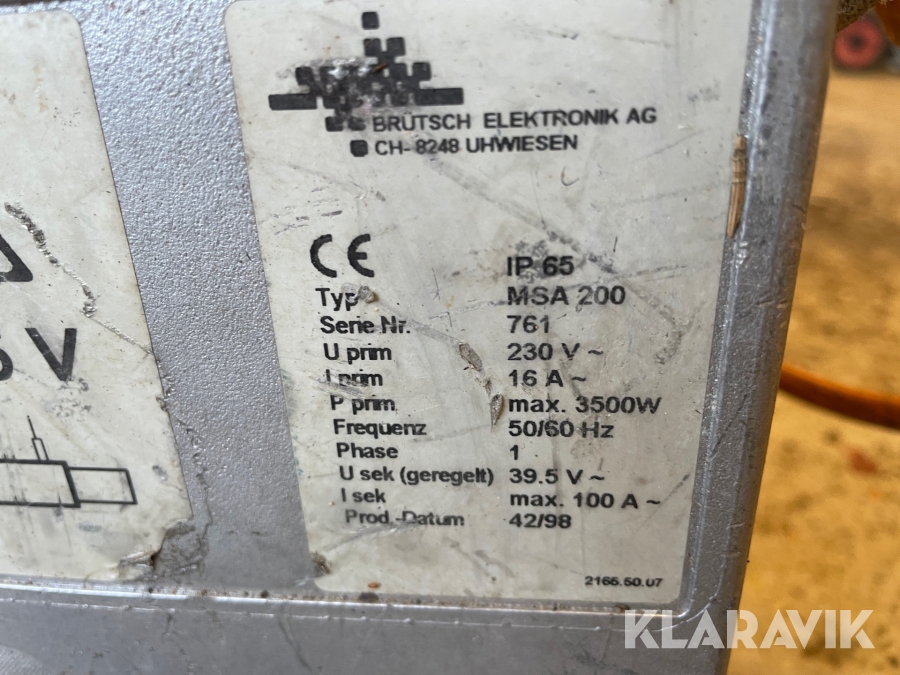 BRÜTSCH ELEKTRONIK AG
CH- 8248 UHWIESEN
CE IP 65
Typ MSA 200
Serie Nr. 761
U prim 230 V ~
I prim 16 A ~
P prim max. 3500W
Frequenz 50/60 Hz
Phase 1
U sek (geregelt) 39.5 V ~
I sek max. 100 A ~
Prod.-Datum 42/98
2166.50.07
V
KLARAVIK